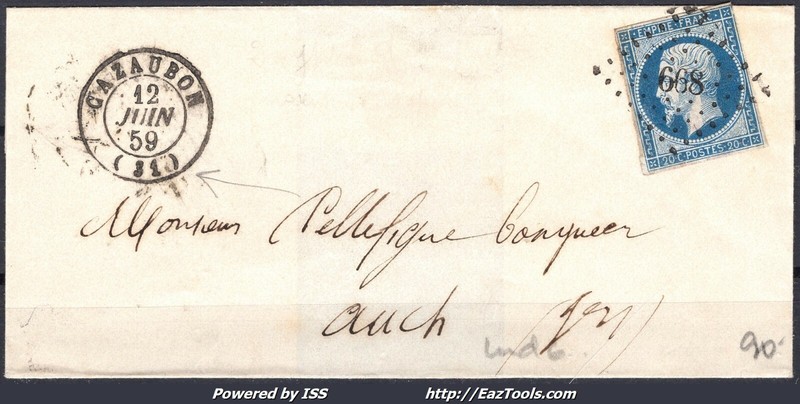 CAZAUBON
12
JUIN
59
(31)
EMPIRE FRANC
668
20 C POSTES 20 C
Monsieur Pellefigue banquier
auch
90
Powered by ISS http://EazTools.com